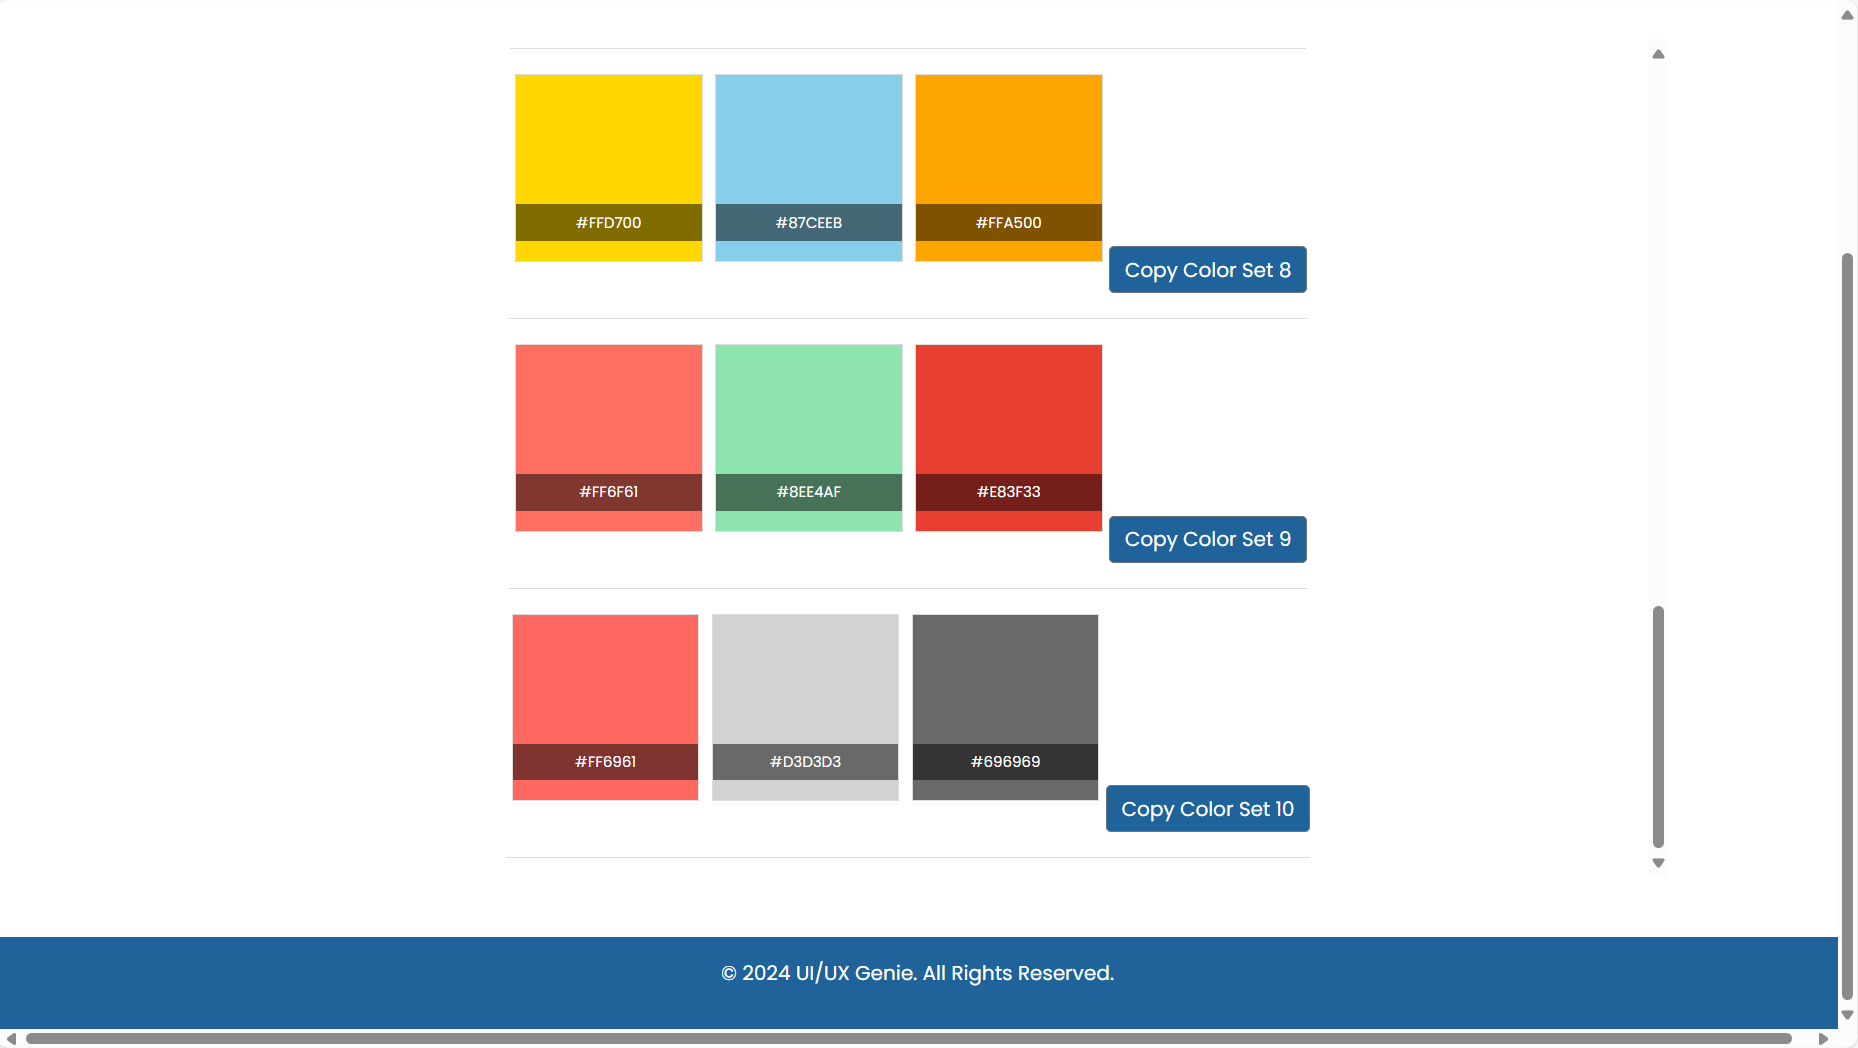 #FFD700 #87CEEB #FFA500
Copy Color Set 8
#FF6F61 #8EE4AF #E83F33
Copy Color Set 9
#FF6961 #D3D3D3 #696969
Copy Color Set 10
© 2024 UI/UX Genie. All Rights Reserved.